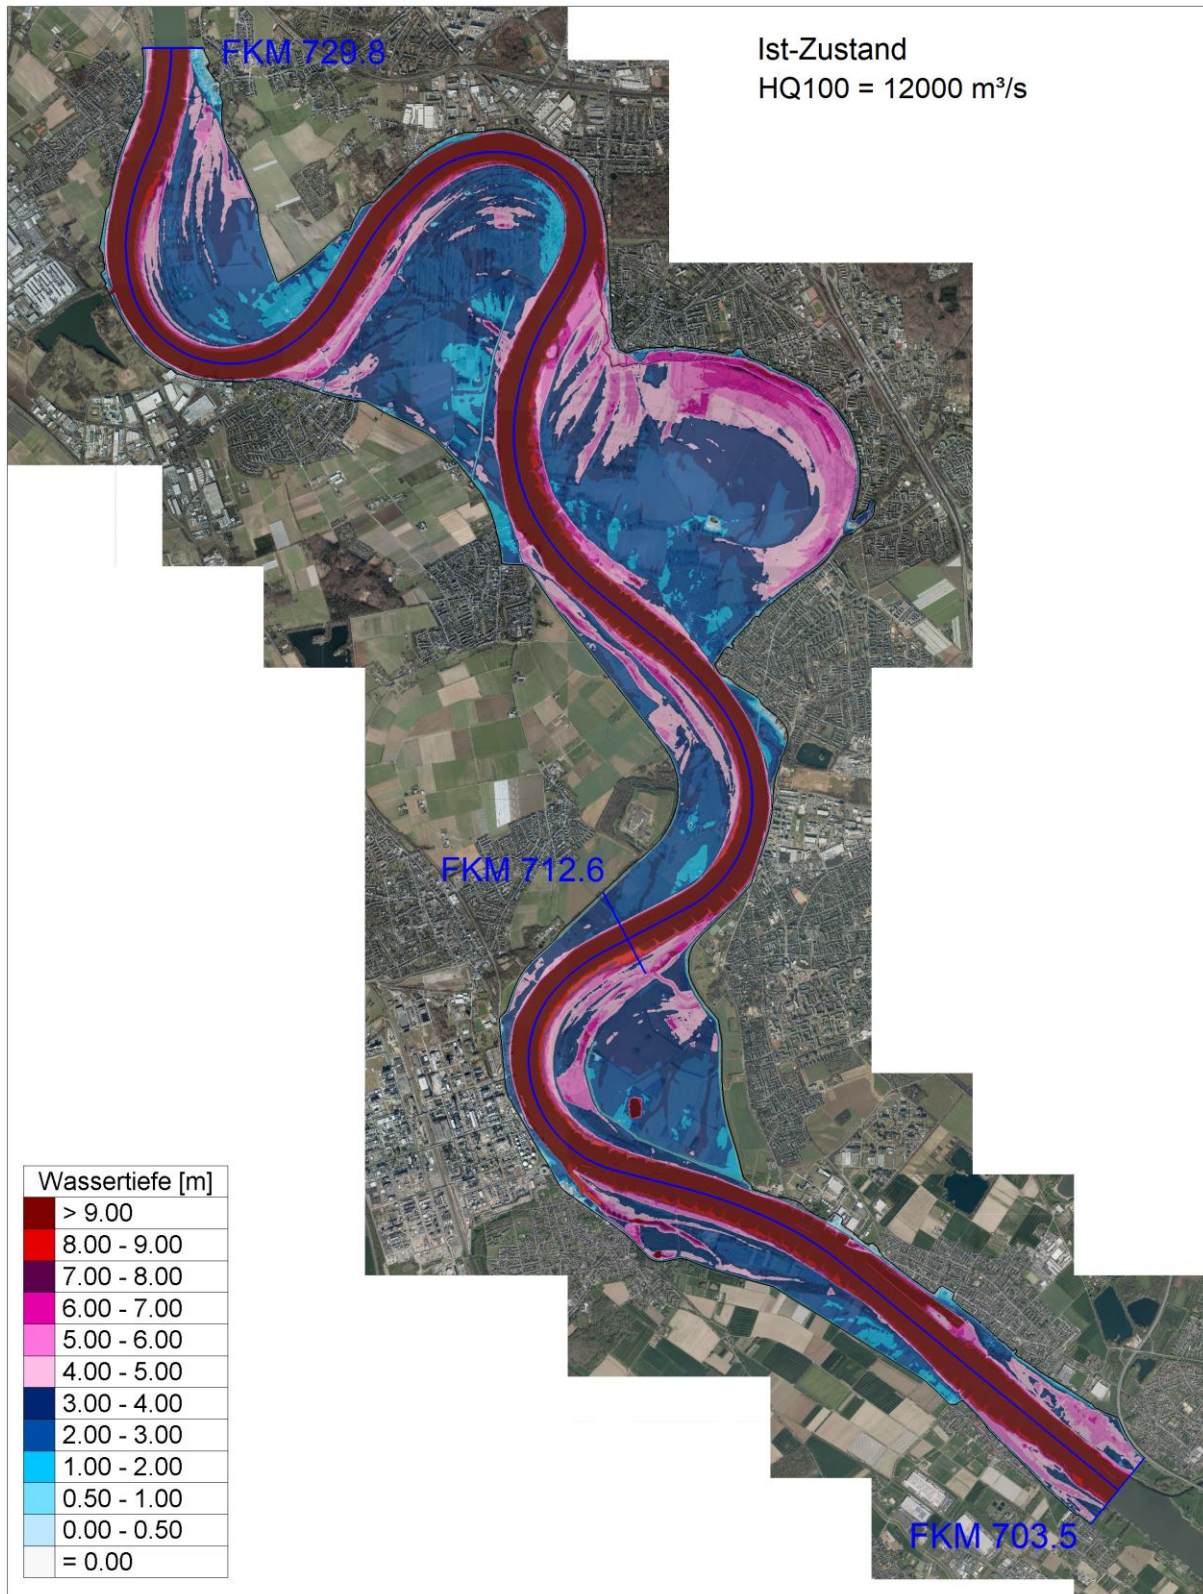 FKM 729.8
Ist-Zustand
HQ100 = 12000 m³/s
FKM 712.6
Wassertiefe [m]
> 9.00
8.00 - 9.00
7.00 - 8.00
6.00 - 7.00
5.00 - 6.00
4.00 - 5.00
3.00 - 4.00
2.00 - 3.00
1.00 - 2.00
0.50 - 1.00
0.00 - 0.50
= 0.00
FKM 703.5